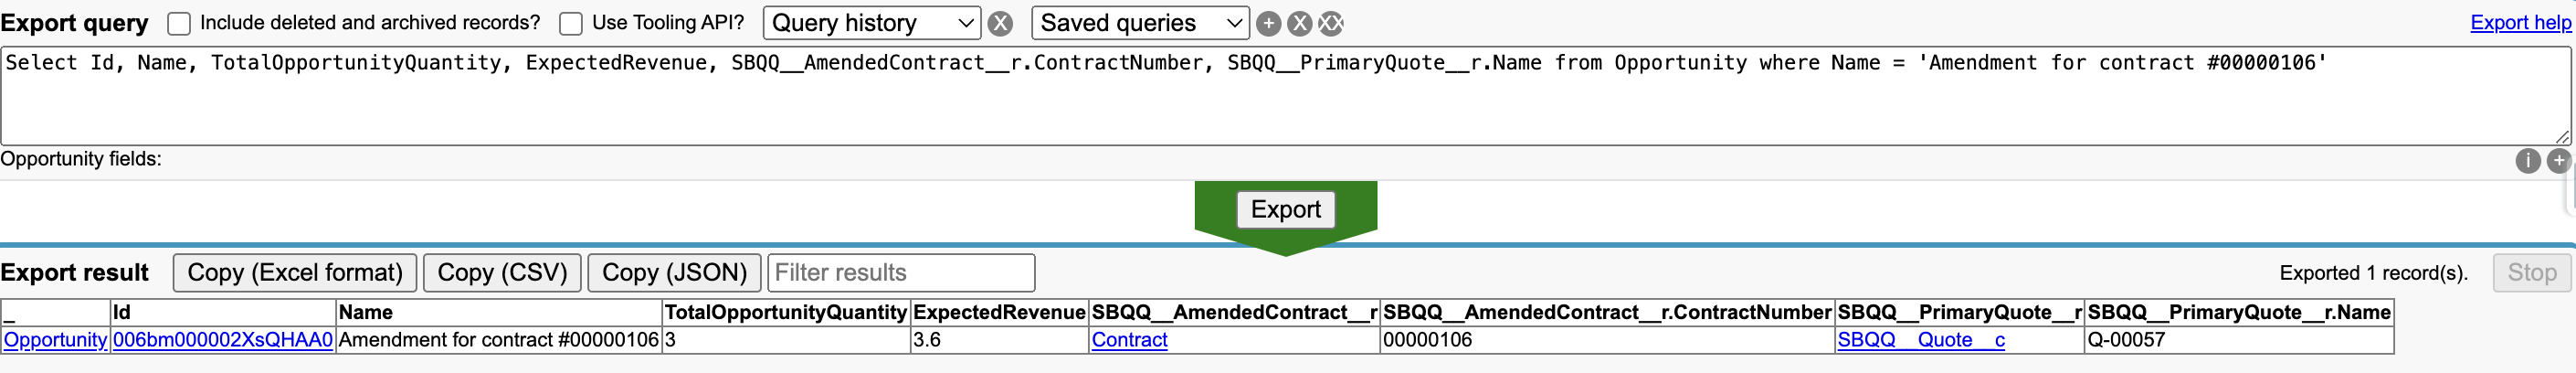 Export query Include deleted and archived records? Use Tooling API? Query history X Saved queries + X XX Export help
Select Id, Name, TotalOpportunityQuantity, ExpectedRevenue, SBQQ__AmendedContract__r.ContractNumber, SBQQ__PrimaryQuote__r.Name from Opportunity where Name = 'Amendment for contract #00000106'
Opportunity fields: i +
Export
Export result Copy (Excel format) Copy (CSV) Copy (JSON) Filter results Exported 1 record(s). Stop
_ Id Name TotalOpportunityQuantity ExpectedRevenue SBQQ__AmendedContract__r SBQQ__AmendedContract__r.ContractNumber SBQQ__PrimaryQuote__r SBQQ__PrimaryQuote__r.Name
Opportunity 006bm000002XsQHAA0 Amendment for contract #00000106 3 3.6 Contract 00000106 SBQQ__Quote__c Q-00057